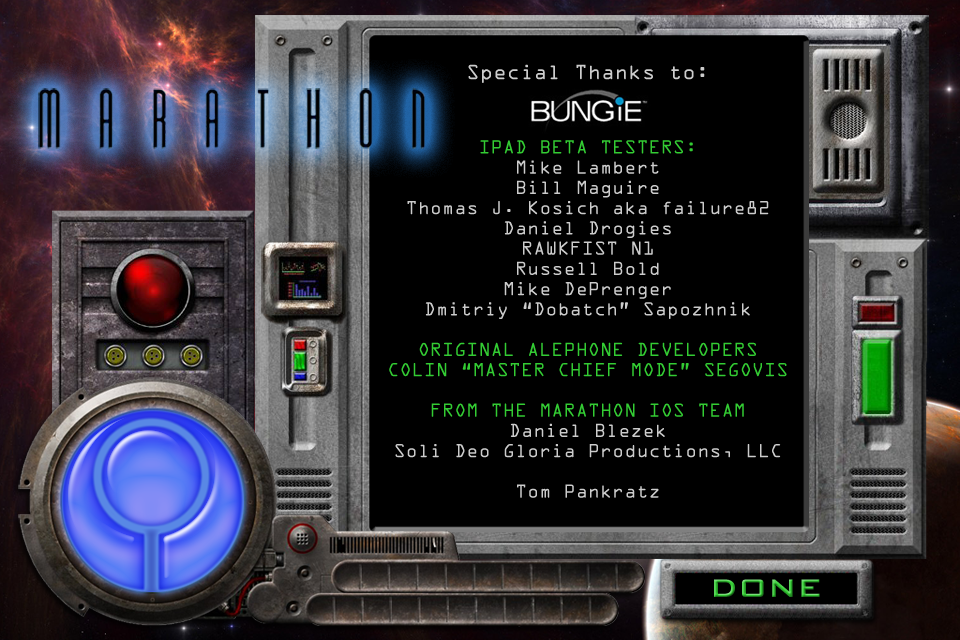 MARATHON
Special Thanks to:
BUNGIE™
IPAD BETA TESTERS:
Mike Lambert
Bill Maguire
Thomas J. Kosich aka failure82
Daniel Drogies
RAWKFIST N1
Russell Bold
Mike DePrenger
Dmitriy “Dobatch” Sapozhnik
ORIGINAL ALEPHONE DEVELOPERS
COLIN “MASTER CHIEF MODE” SEGOVIS
FROM THE MARATHON IOS TEAM
Daniel Blezek
Soli Deo Gloria Productions, LLC
Tom Pankratz
DONE